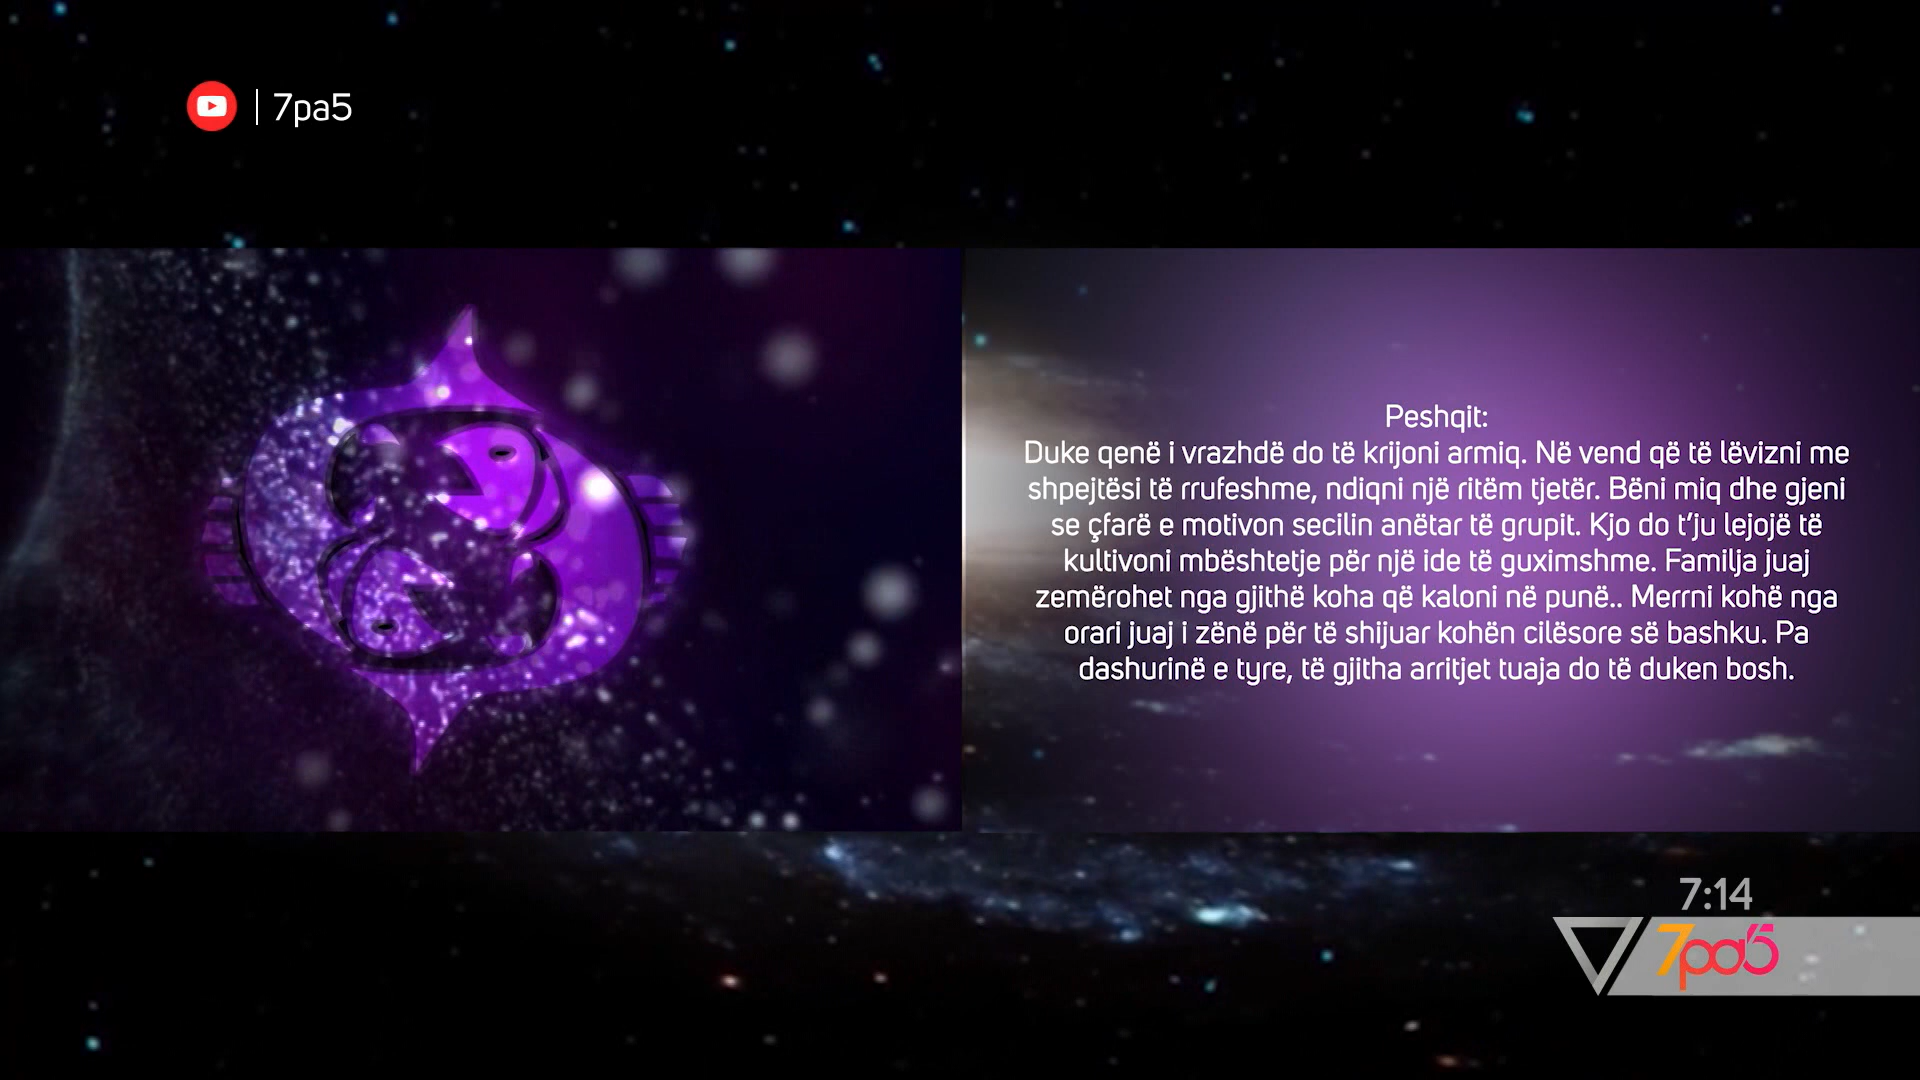 7pa5
Peshqit:
Duke qenë i vrazhdë do të krijoni armiq. Në vend që të lëvizni me
shpejtësi të rrufeshme, ndiqni një ritëm tjetër. Bëni miq dhe gjeni
se çfarë e motivon secilin anëtar të grupit. Kjo do t’ju lejojë të
kultivoni mbështetje për një ide të guximshme. Familja juaj
zemërohet nga gjithë koha që kaloni në punë.. Merrni kohë nga
orari juaj i zënë për të shijuar kohën cilësore së bashku. Pa
dashurinë e tyre, të gjitha arritjet tuaja do të duken bosh.
7:14
7pa5